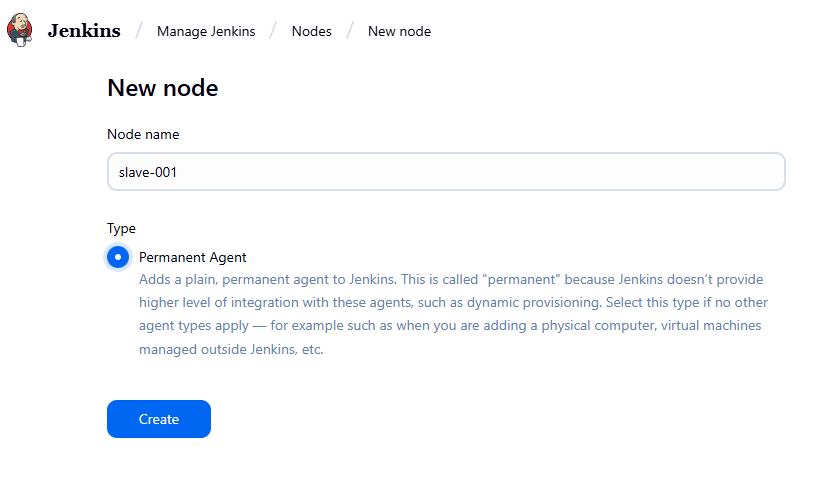 Jenkins / Manage Jenkins / Nodes / New node
New node
Node name
slave-001
Type
Permanent Agent
Adds a plain, permanent agent to Jenkins. This is called "permanent" because Jenkins doesn’t provide
higher level of integration with these agents, such as dynamic provisioning. Select this type if no other
agent types apply — for example such as when you are adding a physical computer, virtual machines
managed outside Jenkins, etc.
Create